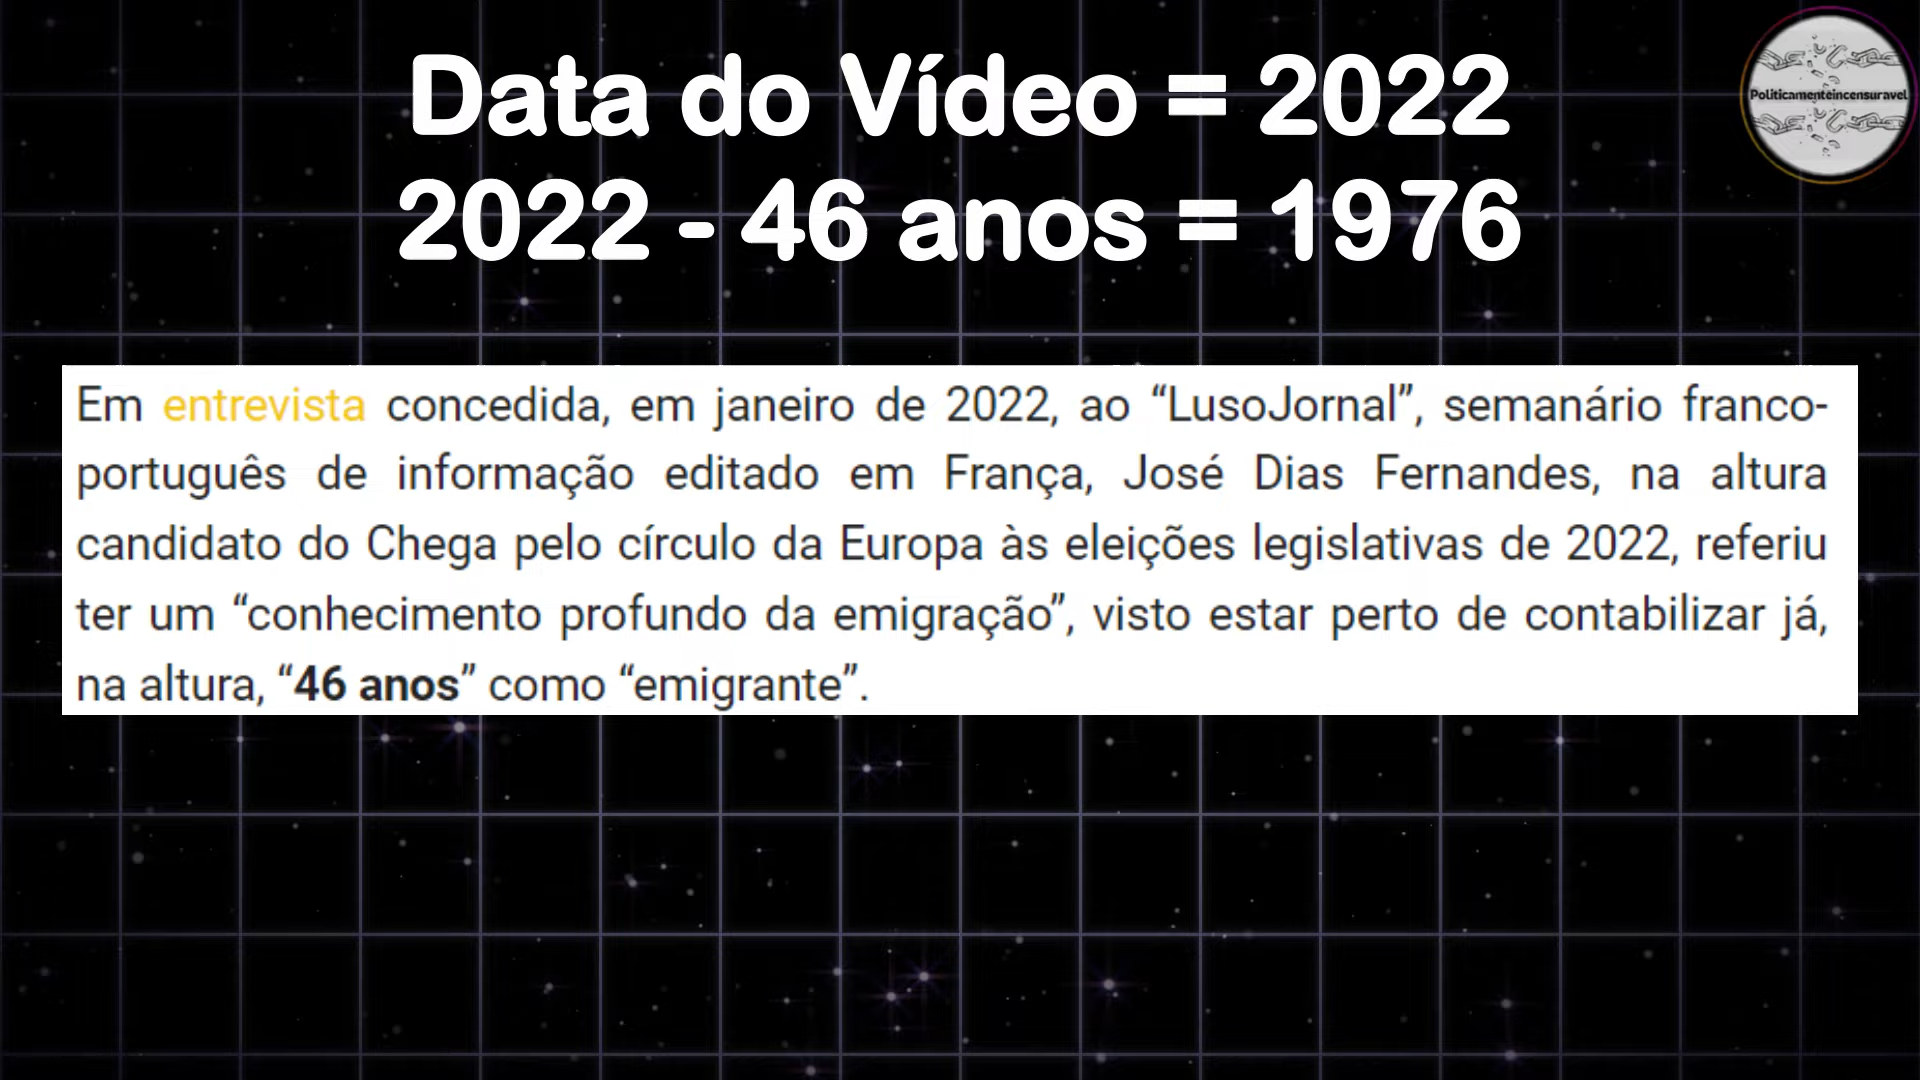 Data do Vídeo = 2022
2022 - 46 anos = 1976
Politicamenteincensuravel
Em entrevista concedida, em janeiro de 2022, ao “LusoJornal”, semanário franco-
português de informação editado em França, José Dias Fernandes, na altura
candidato do Chega pelo círculo da Europa às eleições legislativas de 2022, referiu
ter um “conhecimento profundo da emigração”, visto estar perto de contabilizar já,
na altura, “46 anos” como “emigrante”.